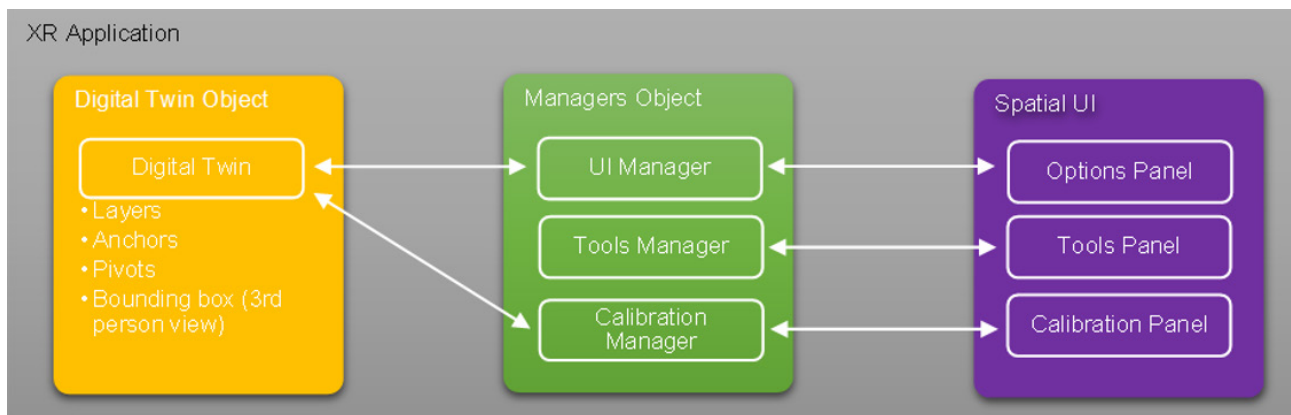 XR Application
Digital Twin Object
Digital Twin
• Layers
• Anchors
• Pivots
• Bounding box (3rd
person view)
Managers Object
UI Manager
Tools Manager
Calibration
Manager
Spatial UI
Options Panel
Tools Panel
Calibration Panel